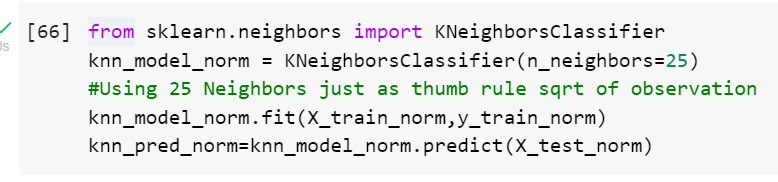 [66] from sklearn.neighbors import KNeighborsClassifier
knn_model_norm = KNeighborsClassifier(n_neighbors=25)
#Using 25 Neighbors just as thumb rule sqrt of observation
knn_model_norm.fit(X_train_norm,y_train_norm)
knn_pred_norm=knn_model_norm.predict(X_test_norm)